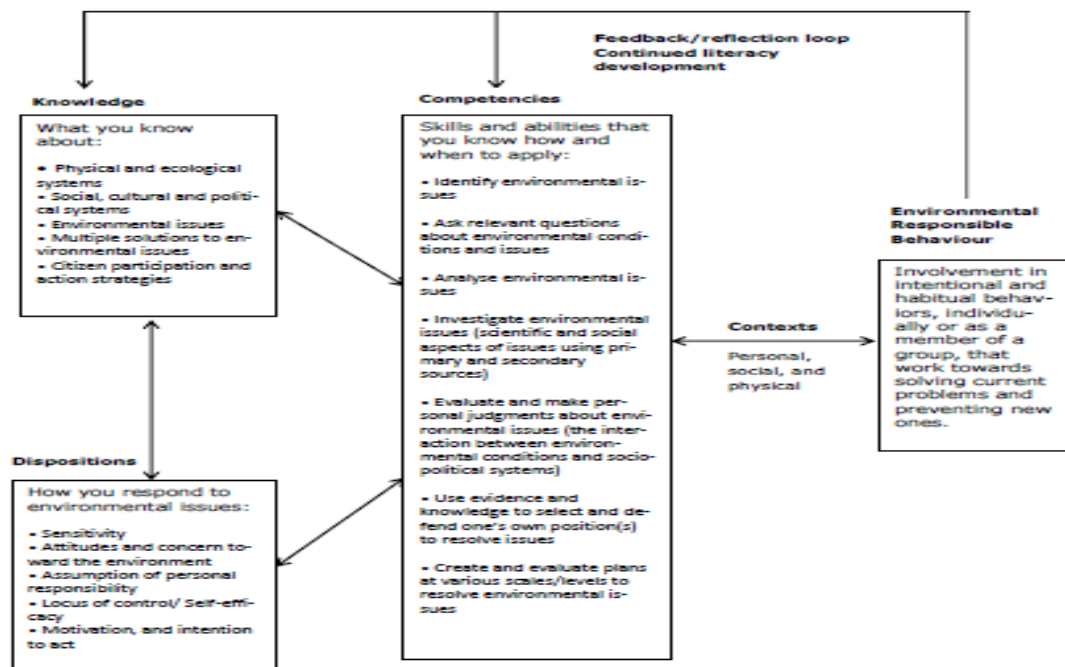 Feedback/reflection loop
Continued literacy
development
Knowledge
What you know
about:
• Physical and ecological
systems
• Social, cultural and politi-
cal systems
• Environmental issues
• Multiple solutions to en-
vironmental issues
• Citizen participation and
action strategies
Dispositions
How you respond to
environmental issues:
• Sensitivity
• Attitudes and concern to-
ward the environment
• Assumption of personal
responsibility
• Locus of control/ Self-effi-
cacy
• Motivation, and intention
to act
Competencies
Skills and abilities that
you know how and
when to apply:
• Identify environmental is-
sues
• Ask relevant questions
about environmental condi-
tions and issues
• Analyse environmental is-
sues
• Investigate environmental
issues (scientific and social
aspects of issues using pri-
mary and secondary
sources)
• Evaluate and make per-
sonal judgments about envi-
ronmental issues (the inter-
action between environ-
mental conditions and socio-
political systems)
• Use evidence and
knowledge to select and de-
fend one's own position(s)
to resolve issues
• Create and evaluate plans
at various scales/levels to
resolve environmental is-
sues
Contexts
Personal,
social, and
physical
Environmental
Responsible
Behaviour
Involvement in
intentional and
habitual behav-
iors, individu-
ally or as a
member of a
group, that
work towards
solving current
problems and
preventing new
ones.